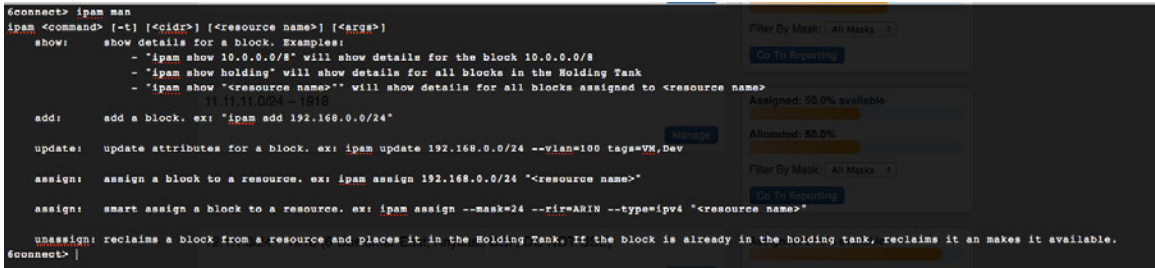 6connect> ipam man
ipam <command> [-t] [<cidr>] [<resource name>] [<args>]
show: show details for a block. Examples:
- "ipam show 10.0.0.0/8" will show details for the block 10.0.0.0/8
- "ipam show holding" will show details for all blocks in the Holding Tank
- "ipam show "<resource name>"" will show details for all blocks assigned to <resource name>
add: add a block. ex: "ipam add 192.168.0.0/24"
update: update attributes for a block. ex: ipam update 192.168.0.0/24 --vlan=100 tags=VM,Dev
assign: assign a block to a resource. ex: ipam assign 192.168.0.0/24 "<resource name>"
assign: smart assign a block to a resource. ex: ipam assign --mask=24 --rir=ARIN --type=ipv4 "<resource name>"
unassign: reclaims a block from a resource and places it in the Holding Tank. If the block is already in the holding tank, reclaims it an makes it available.
6connect>
Filter By Mask: All Masks
Go To Reporting
11.11.11.0/24 – 1918
Manage
Assigned: 50.0% available
Allocated: 50.0%
Filter By Mask: All Masks
Go To Reporting